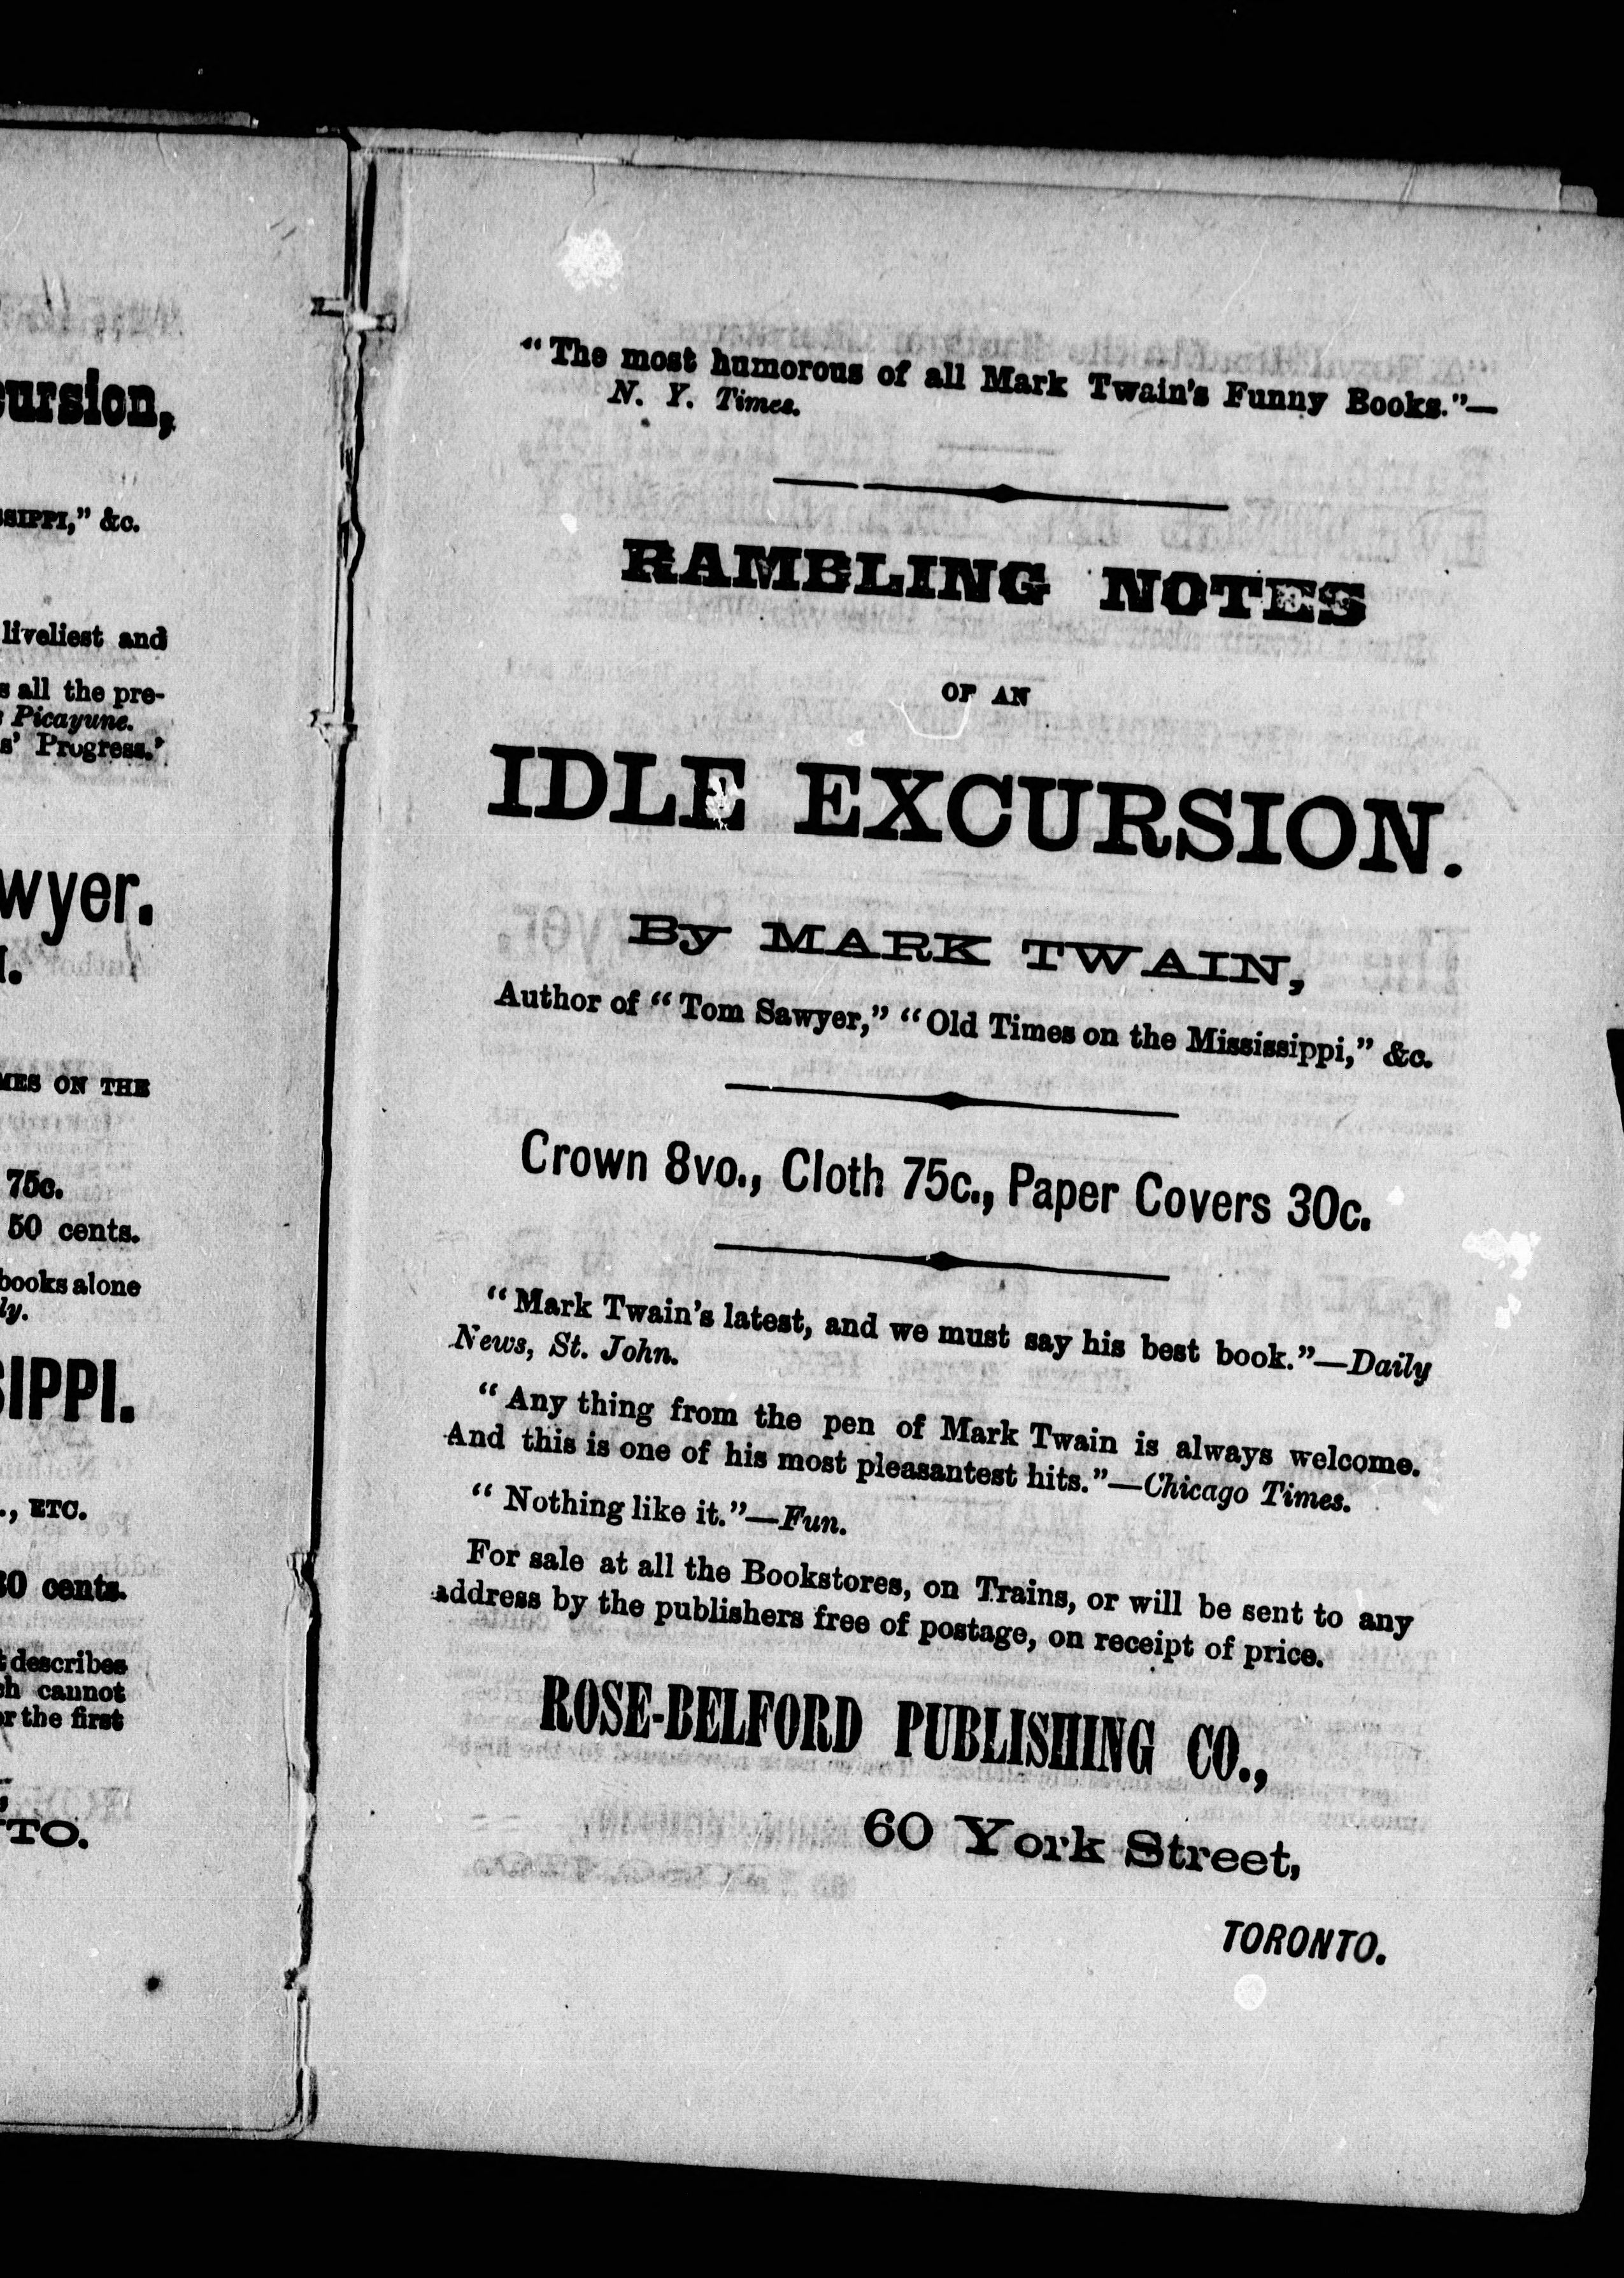 ursion,
SSIPPI," &c.
liveliest and
all the pre-
Picayune.
s' Progress.'
wyer.
MES ON THE
75c.
50 cents.
books alone
ly.
SIPPI.
., ETC.
30 cents.
describes
ch cannot
or the first
TO.
"The most humorous of all Mark Twain's Funny Books."—
N. Y. Times.
RAMBLING NOTES
OF AN
IDLE EXCURSION.
By MARK TWAIN,
Author of "Tom Sawyer," "Old Times on the Mississippi," &c.
Crown 8vo., Cloth 75c., Paper Covers 30c.
"Mark Twain's latest, and we must say his best book."—Daily
News, St. John.
"Any thing from the pen of Mark Twain is always welcome.
And this is one of his most pleasantest hits."—Chicago Times.
"Nothing like it."—Fun.
For sale at all the Bookstores, on Trains, or will be sent to any
address by the publishers free of postage, on receipt of price.
ROSE-BELFORD PUBLISHING CO.,
60 York Street,
TORONTO.